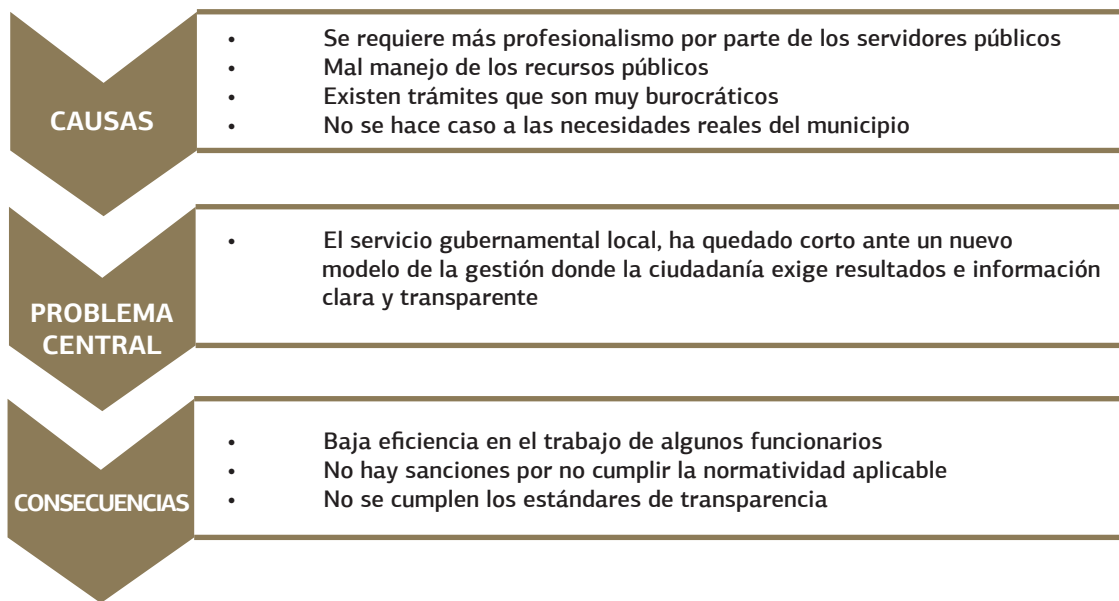 CAUSAS
• Se requiere más profesionalismo por parte de los servidores públicos
• Mal manejo de los recursos públicos
• Existen trámites que son muy burocráticos
• No se hace caso a las necesidades reales del municipio
PROBLEMA
CENTRAL
• El servicio gubernamental local, ha quedado corto ante un nuevo
modelo de la gestión donde la ciudadanía exige resultados e información
clara y transparente
CONSECUENCIAS
• Baja eficiencia en el trabajo de algunos funcionarios
• No hay sanciones por no cumplir la normatividad aplicable
• No se cumplen los estándares de transparencia